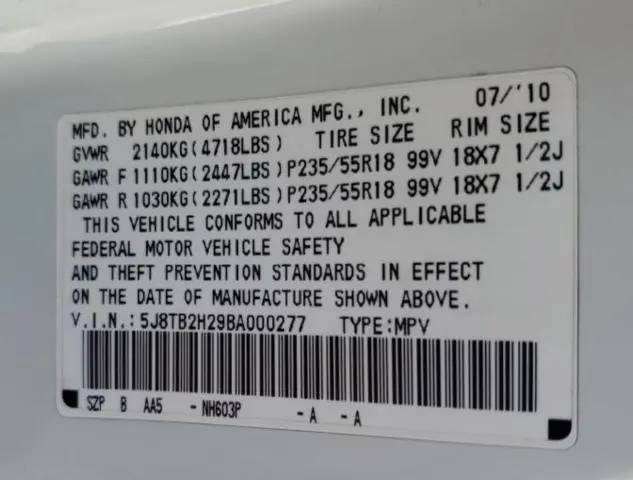 MFD. BY HONDA OF AMERICA MFG., INC. 07/'10
GVWR 2140KG(4718LBS) TIRE SIZE RIM SIZE
GAWR F 1110KG(2447LBS)P235/55R18 99V 18X7 1/2J
GAWR R 1030KG(2271LBS)P235/55R18 99V 18X7 1/2J
THIS VEHICLE CONFORMS TO ALL APPLICABLE
FEDERAL MOTOR VEHICLE SAFETY
AND THEFT PREVENTION STANDARDS IN EFFECT
ON THE DATE OF MANUFACTURE SHOWN ABOVE.
V.I.N.:5J8TB2H29BA000277 TYPE:MPV
SZP B AA5 -NH603P -A -A